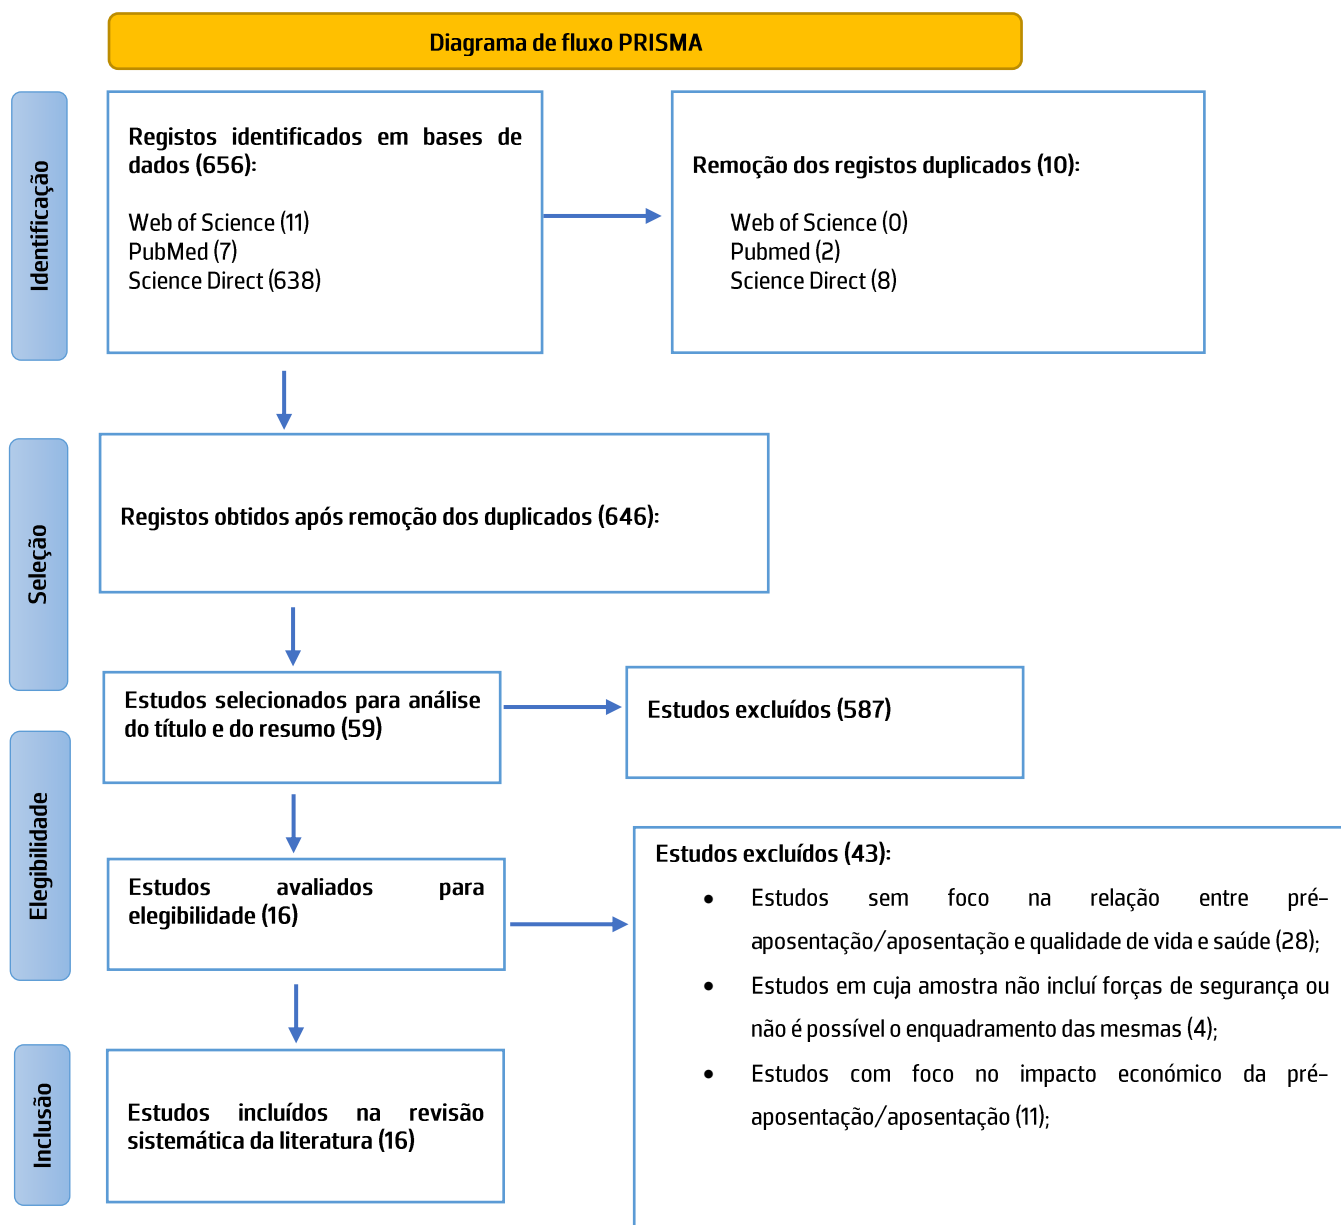 Diagrama de fluxo PRISMA
Identificação
Registos identificados em bases de
dados (656):
Web of Science (11)
PubMed (7)
Science Direct (638)
Remoção dos registos duplicados (10):
Web of Science (0)
Pubmed (2)
Science Direct (8)
Seleção
Registos obtidos após remoção dos duplicados (646):
Estudos selecionados para análise
do título e do resumo (59)
Estudos excluídos (587)
Elegibilidade
Estudos avaliados para
elegibilidade (16)
Estudos excluídos (43):
• Estudos sem foco na relação entre pré-
aposentação/aposentação e qualidade de vida e saúde (28);
• Estudos em cuja amostra não incluí forças de segurança ou
não é possível o enquadramento das mesmas (4);
• Estudos com foco no impacto económico da pré-
aposentação/aposentação (11);
Inclusão
Estudos incluídos na revisão
sistemática da literatura (16)